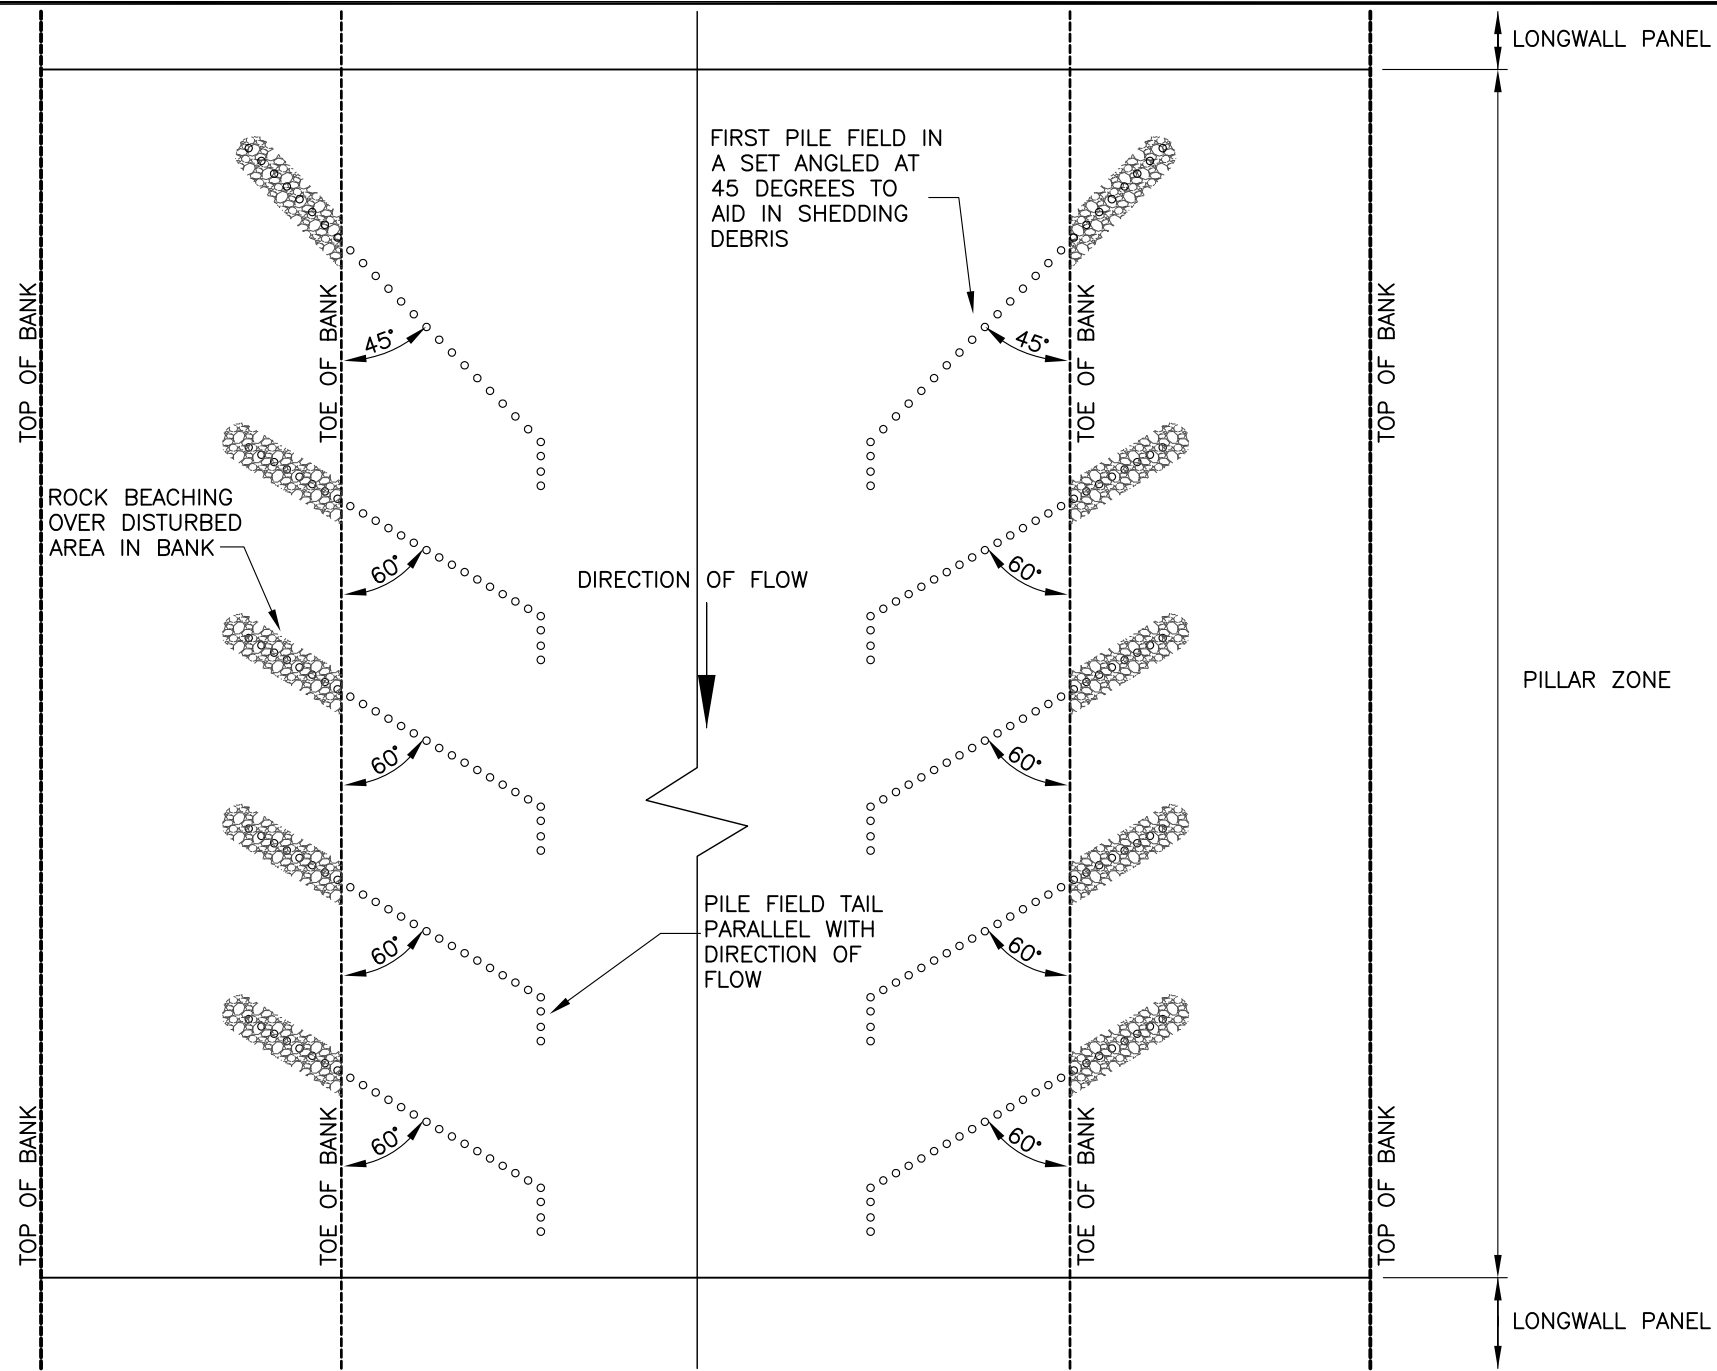 LONGWALL PANEL
FIRST PILE FIELD IN
A SET ANGLED AT
45 DEGREES TO
AID IN SHEDDING
DEBRIS
TOP OF BANK
TOE OF BANK
TOE OF BANK
TOP OF BANK
45°
45°
ROCK BEACHING
OVER DISTURBED
AREA IN BANK
60°
60°
DIRECTION OF FLOW
PILLAR ZONE
60°
60°
PILE FIELD TAIL
PARALLEL WITH
DIRECTION OF
FLOW
60°
60°
60°
60°
TOP OF BANK
TOE OF BANK
TOE OF BANK
TOP OF BANK
LONGWALL PANEL